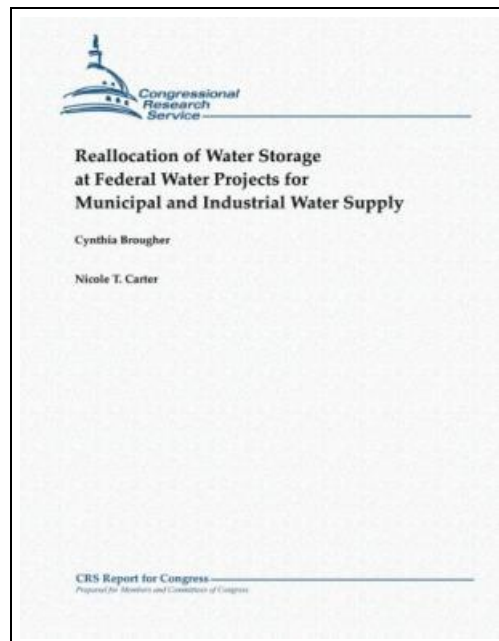 Congressional
Research
Service
Reallocation of Water Storage
at Federal Water Projects for
Municipal and Industrial Water Supply
Cynthia Brougher
Nicole T. Carter
CRS Report for Congress
Prepared for Members and Committees of Congress